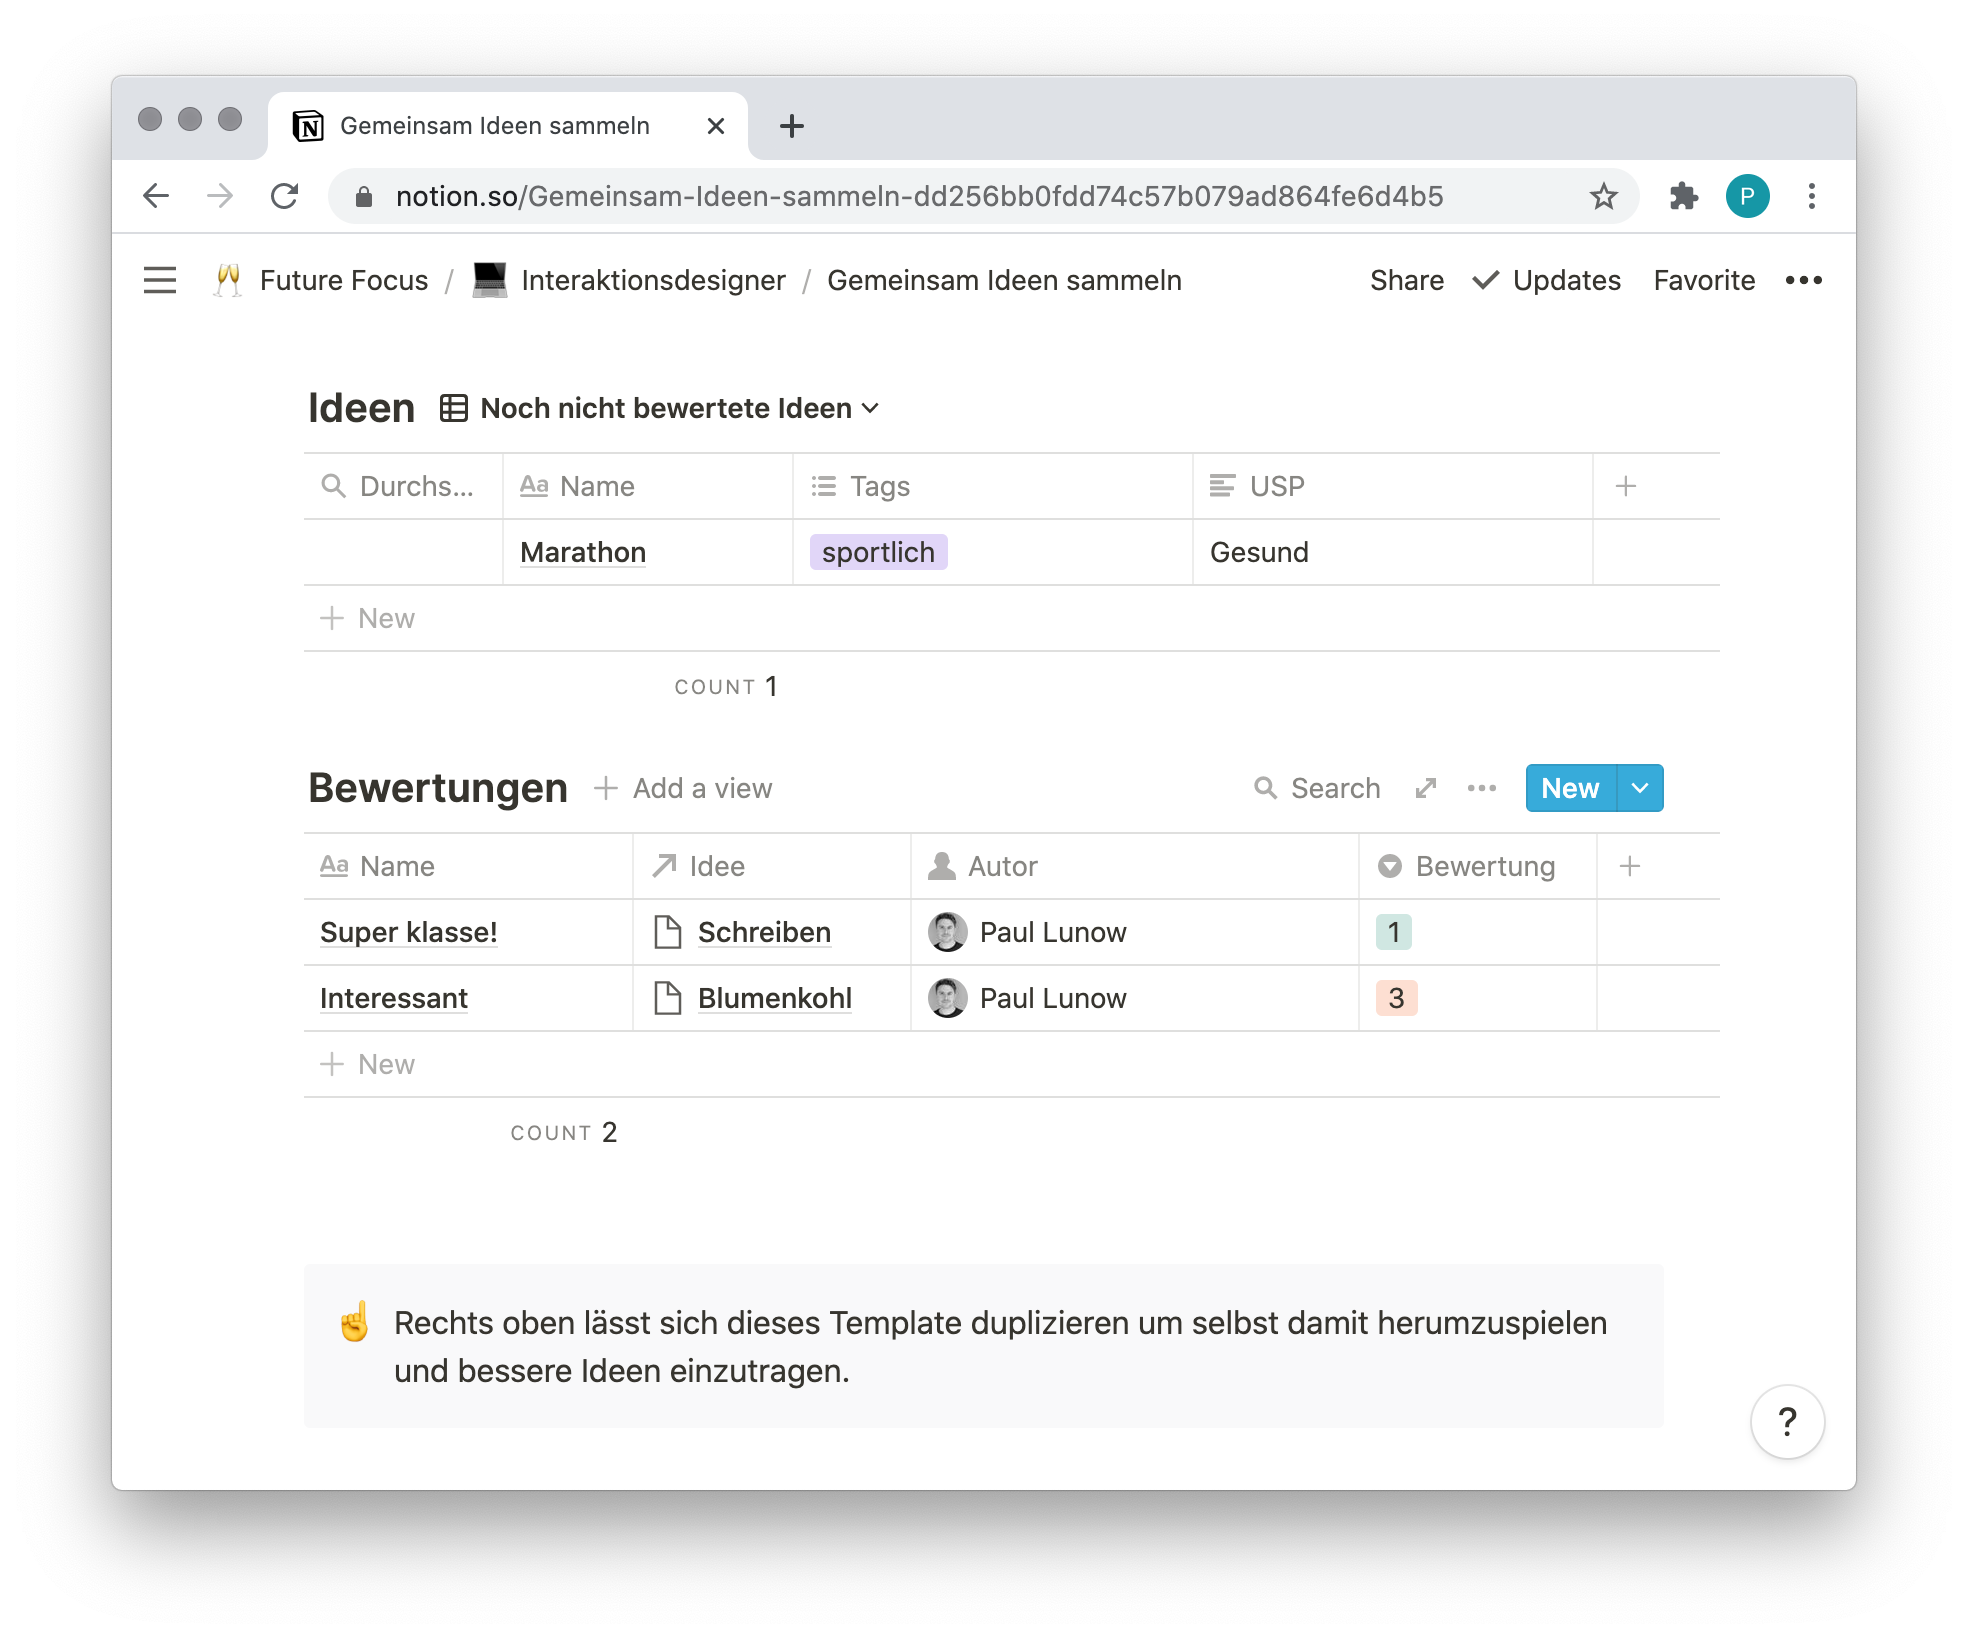 Gemeinsam Ideen sammeln
notion.so/Gemeinsam-Ideen-sammeln-dd256bb0fdd74c57b079ad864fe6d4b5
P
Future Focus / Interaktionsdesigner / Gemeinsam Ideen sammeln
Share Updates Favorite
Ideen Noch nicht bewertete Ideen
Durchs... Aa Name Tags USP
Marathon sportlich Gesund
New
COUNT 1
Bewertungen Add a view Search New
Aa Name Idee Autor Bewertung
Super klasse! Schreiben Paul Lunow 1
Interessant Blumenkohl Paul Lunow 3
New
COUNT 2
Rechts oben lässt sich dieses Template duplizieren um selbst damit herumzuspielen
und bessere Ideen einzutragen.
?